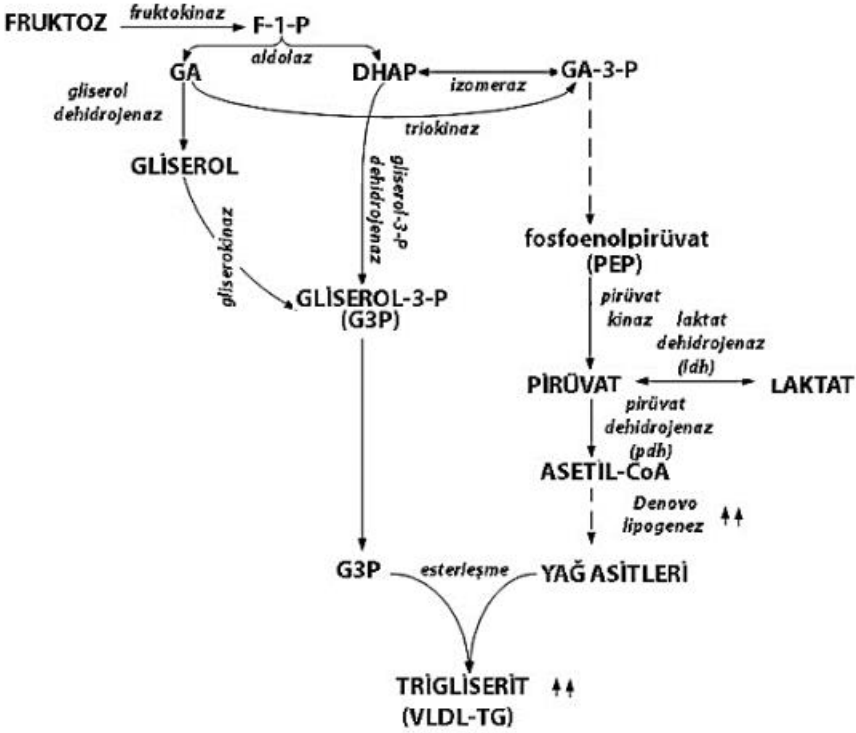 FRUKTOZ
fruktokinaz
F-1-P
aldolaz
GA
DHAP
izomeraz
GA-3-P
gliserol
dehidrojenaz
triokinaz
GLİSEROL
gliserol-3-P
dehidrojenaz
gliserokinaz
fosfoenolpirüvat
(PEP)
GLİSEROL-3-P
(G3P)
pirüvat
kinaz
laktat
dehidrojenaz
(ldh)
PİRÜVAT
LAKTAT
pirüvat
dehidrojenaz
(pdh)
ASETİL-CoA
Denovo
lipogenez
G3P
esterleşme
YAĞ ASİTLERİ
TRİGLİSERİT
(VLDL-TG)